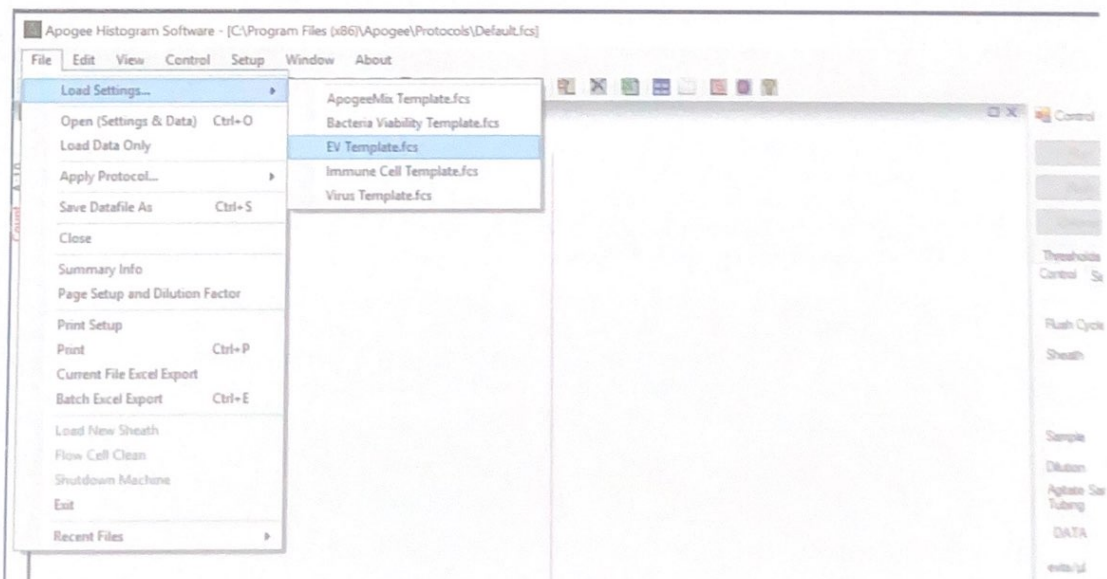 Apogee Histogram Software - [C:\Program Files (x86)\Apogee\Protocols\Default.fcs]
File Edit View Control Setup Window About
Load Settings...
Open (Settings & Data) Ctrl+O
Load Data Only
Apply Protocol...
Save Datafile As Ctrl+S
Close
Summary Info
Page Setup and Dilution Factor
Print Setup
Print Ctrl+P
Current File Excel Export
Batch Excel Export Ctrl+E
Load New Sheath
Flow Cell Clean
Shutdown Machine
Exit
Recent Files
ApogeeMix Template.fcs
Bacteria Viability Template.fcs
EV Template.fcs
Immune Cell Template.fcs
Virus Template.fcs
Count
Control
Thresholds
Control
Flush Cycle
Sheath
Sample
Dilution
Agitate
Tubing
DATA